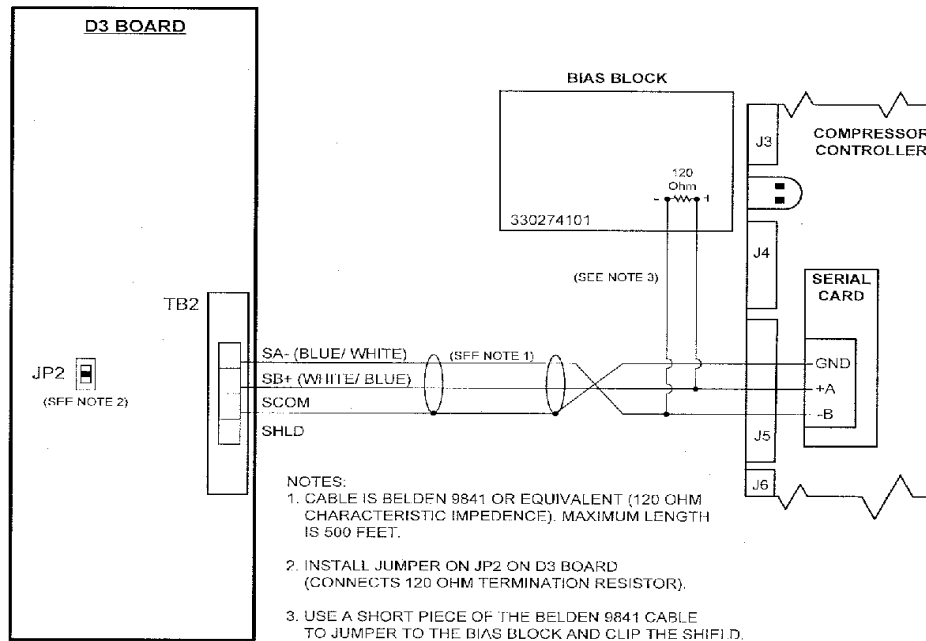 D3 BOARD
BIAS BLOCK
J3
COMPRESSOR
CONTROLLER
120
Ohm
- +
330274101
J4
(SEE NOTE 3)
SERIAL
CARD
TB2
SA- (BLUE/ WHITE)
(SEE NOTE 1)
GND
JP2
SB+ (WHITE/ BLUE)
+A
(SEE NOTE 2)
SCOM
-B
SHLD
J5
J6
NOTES:
1. CABLE IS BELDEN 9841 OR EQUIVALENT (120 OHM
CHARACTERISTIC IMPEDENCE). MAXIMUM LENGTH
IS 500 FEET.
2. INSTALL JUMPER ON JP2 ON D3 BOARD
(CONNECTS 120 OHM TERMINATION RESISTOR).
3. USE A SHORT PIECE OF THE BELDEN 9841 CABLE
TO JUMPER TO THE BIAS BLOCK AND CLIP THE SHIELD.